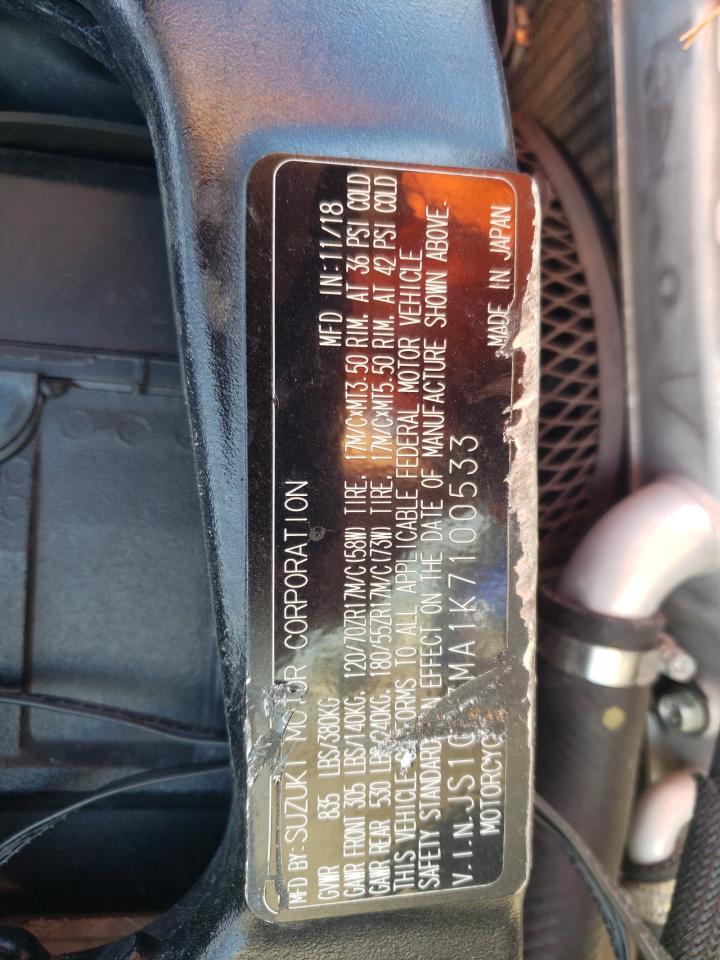 MFD BY:SUZUKI MOTOR CORPORATION MFD IN:11/18
GVWR 835 LBS/380KG
GAWR FRONT 305 LBS/140KG. 120/70ZR17M/C(58W) TIRE, 17M/C×MT3.50 RIM. AT 36 PSI COLD
GAWR REAR 530 LBS/240KG. 180/55ZR17M/C(73W) TIRE, 17M/C×MT5.50 RIM. AT 42 PSI COLD
THIS VEHICLE CONFORMS TO ALL APPLICABLE FEDERAL MOTOR VEHICLE
SAFETY STANDARDS IN EFFECT ON THE DATE OF MANUFACTURE SHOWN ABOVE.
V.I.N.JS1G MA1K7100533
MOTORCYCLE MADE IN JAPAN